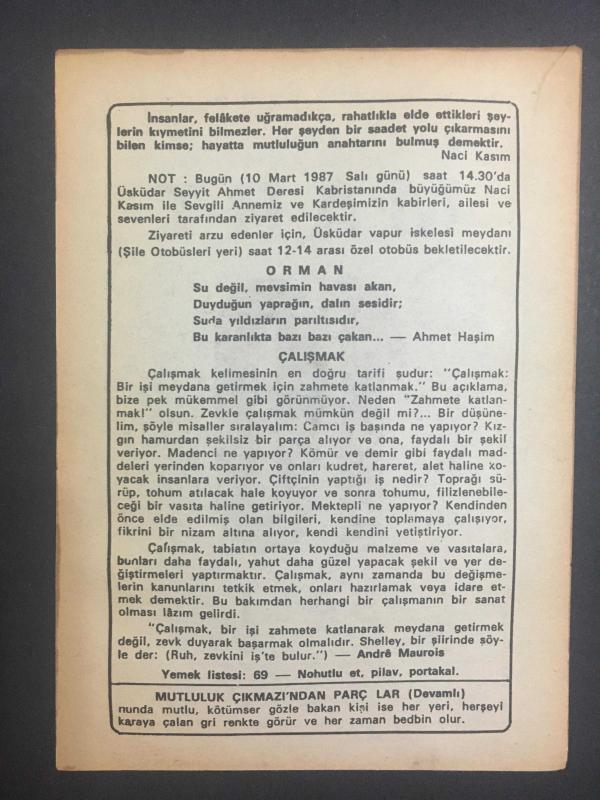 İnsanlar, felâkete uğramadıkça, rahatlıkla elde ettikleri şey-
lerin kıymetini bilmezler. Her şeyden bir saadet yolu çıkarmasını
bilen kimse; hayatta mutluluğun anahtarını bulmuş demektir.
Naci Kasım
NOT : Bugün (10 Mart 1987 Salı günü) saat 14.30'da
Üsküdar Seyyit Ahmet Deresi Kabristanında büyüğümüz Naci
Kasım ile Sevgili Annemiz ve Kardeşimizin kabirleri, ailesi ve
sevenleri tarafından ziyaret edilecektir.
Ziyareti arzu edenler için, Üsküdar vapur iskelesi meydanı
(Şile Otobüsleri yeri) saat 12-14 arası özel otobüs bekletilecektir.
ORMAN
Su değil, mevsimin havası akan,
Duyduğun yaprağın, dalın sesidir;
Suda yıldızların parıltısıdır,
Bu karanlıkta bazı bazı çakan... — Ahmet Haşim
ÇALIŞMAK
Çalışmak kelimesinin en doğru tarifi şudur: "Çalışmak:
Bir işi meydana getirmek için zahmete katlanmak." Bu açıklama,
bize pek mükemmel gibi görünmüyor. Neden "Zahmete katlan-
mak!" olsun. Zevkle çalışmak mümkün değil mi?... Bir düşüne-
lim, şöyle misaller sıralayalım: Camcı iş başında ne yapıyor? Kız-
gın hamurdan şekilsiz bir parça alıyor ve ona, faydalı bir şekil
veriyor. Madenci ne yapıyor? Kömür ve demir gibi faydalı mad-
deleri yerinden koparıyor ve onları kudret, hareret, alet haline ko-
yacak insanlara veriyor. Çiftçinin yaptığı iş nedir? Toprağı sü-
rüp, tohum atılacak hale koyuyor ve sonra tohumu, filizlenebile-
ceği bir vasıta haline getiriyor. Mektepli ne yapıyor? Kendinden
önce elde edilmiş olan bilgileri, kendine toplamaya çalışıyor,
fikrini bir nizam altına alıyor, kendi kendini yetiştiriyor.
Çalışmak, tabiatın ortaya koyduğu malzeme ve vasıtalara,
bunları daha faydalı, yahut daha güzel yapacak şekil ve yer de-
ğiştirmeleri yaptırmaktır. Çalışmak, aynı zamanda bu değişme-
lerin kanunlarını tetkik etmek, onları hazırlamak veya idare et-
mek demektir. Bu bakımdan herhangi bir çalışmanın bir sanat
olması lâzım gelirdi.
"Çalışmak, bir işi zahmete katlanarak meydana getirmek
değil, zevk duyarak başarmak olmalıdır. Shelley, bir şiirinde şöy-
le der: (Ruh, zevkini iş'te bulur.") — Andrê Maurois
Yemek listesi: 69 — Nohutlu et, pilav, portakal.
MUTLULUK ÇIKMAZI'NDAN PARÇ LAR (Devamlı)
nunda mutlu, kötümser gözle bakan kişi ise her yeri, herşeyi
karaya çalan gri renkte görür ve her zaman bedbin olur.